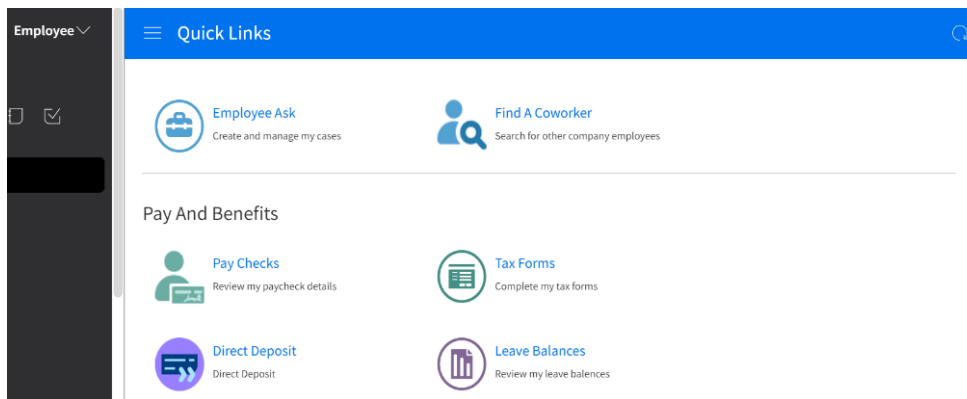 Employee
Quick Links
Employee Ask
Create and manage my cases
Find A Coworker
Search for other company employees
Pay And Benefits
Pay Checks
Review my paycheck details
Tax Forms
Complete my tax forms
Direct Deposit
Direct Deposit
Leave Balances
Review my leave balences